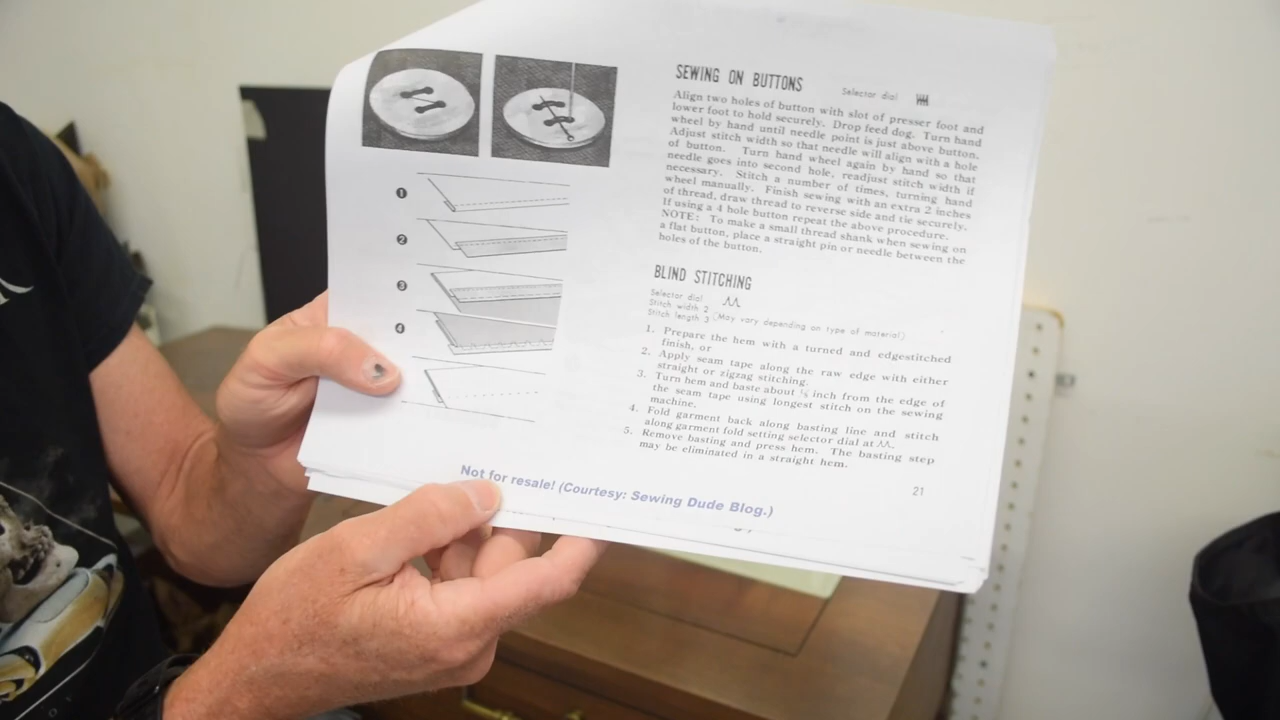 SEWING ON BUTTONS
Selector dial
Align two holes of button with slot of presser foot and
lower foot to hold securely. Drop feed dog. Turn hand
wheel by hand until needle point is just above button.
Adjust stitch width so that needle will align with a hole
of button. Turn hand wheel again by hand so that
needle goes into second hole, readjust stitch width if
necessary. Stitch a number of times, turning hand
wheel manually. Finish sewing with an extra 2 inches
of thread, draw thread to reverse side and tie securely.
If using a 4 hole button repeat the above procedure.
NOTE: To make a small thread shank when sewing on
a flat button, place a straight pin or needle between the
holes of the button.
1
2
3
4
BLIND STITCHING
Selector dial
Stitch width 2
Stitch length 3 (May vary depending on type of material)
1. Prepare the hem with a turned and edgestitched
finish, or
2. Apply seam tape along the raw edge with either
straight or zigzag stitching.
3. Turn hem and baste about inch from the edge of
the seam tape using longest stitch on the sewing
machine.
4. Fold garment back along basting line and stitch
along garment fold setting selector dial at
5. Remove basting and press hem. The basting step
may be eliminated in a straight hem.
21
Not for resale! (Courtesy: Sewing Dude Blog.)